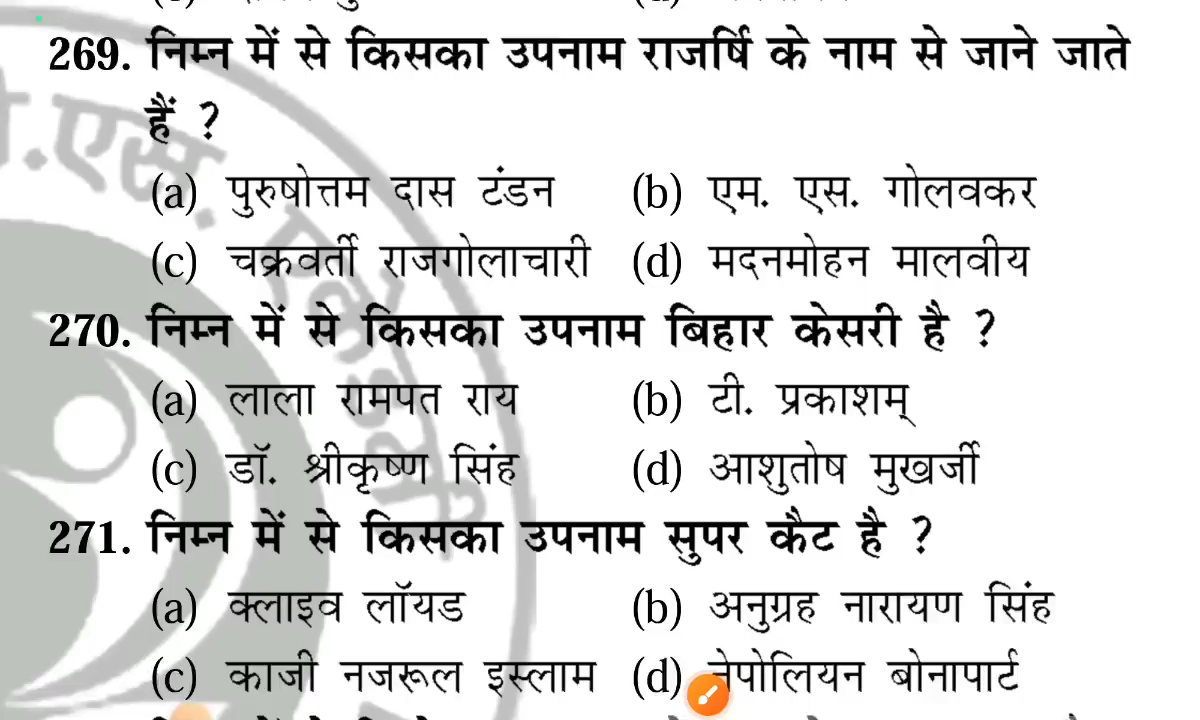 269. निम्न में से किसका उपनाम राजर्षि के नाम से जाने जाते
हैं ?
(a) पुरुषोत्तम दास टंडन (b) एम. एस. गोलवकर
(c) चक्रवर्ती राजगोलाचारी (d) मदनमोहन मालवीय
270. निम्न में से किसका उपनाम बिहार केसरी है ?
(a) लाला रामपत राय (b) टी. प्रकाशम्
(c) डॉ. श्रीकृष्ण सिंह (d) आशुतोष मुखर्जी
271. निम्न में से किसका उपनाम सुपर कैट है ?
(a) क्लाइव लॉयड (b) अनुग्रह नारायण सिंह
(c) काजी नजरूल इस्लाम (d) नेपोलियन बोनापार्ट